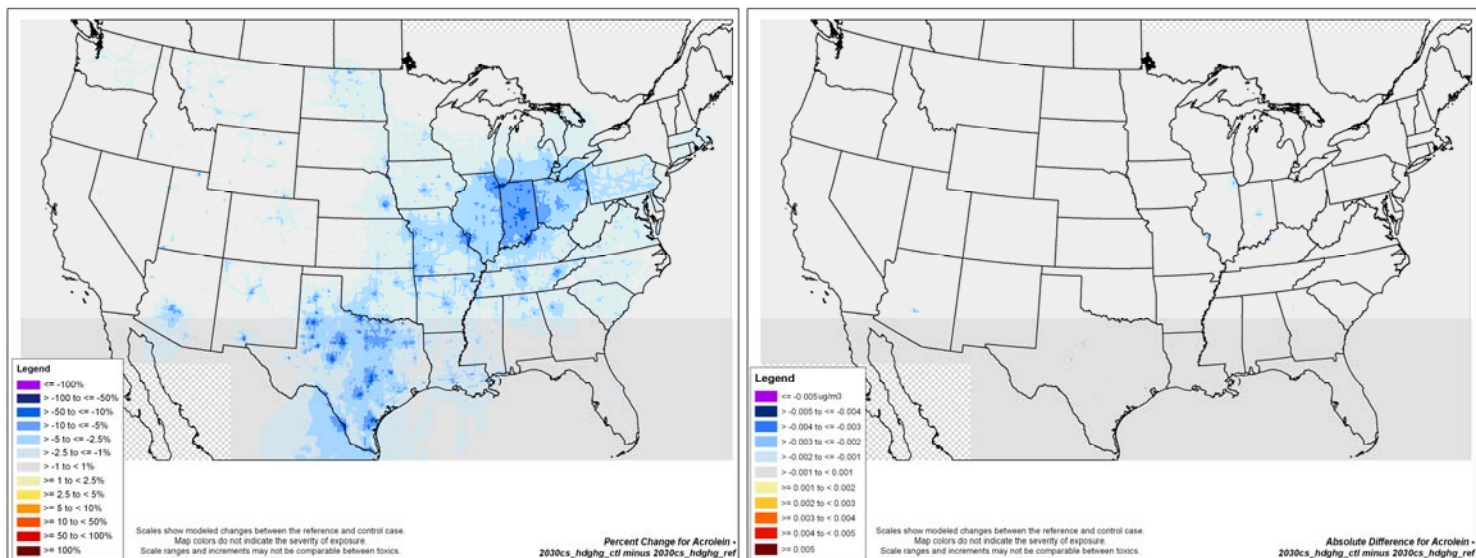 Legend
<= -100%
> -100 to <= -50%
> -50 to <= -10%
> -10 to <= -5%
> -5 to <= -2.5%
> -2.5 to <= -1%
> -1 to < 1%
>= 1 to < 2.5%
>= 2.5 to < 5%
>= 5 to < 10%
>= 10 to < 50%
>= 50 to < 100%
>= 100%
Scales show modeled changes between the reference and control case.
Map colors do not indicate the severity of exposure.
Scale ranges and increments may not be comparable between toxics.
Percent Change for Acrolein -
2030cs_hdghg_ctl minus 2030cs_hdghg_ref
Legend
<= -0.005 ug/m3
> -0.005 to <= -0.004
> -0.004 to <= -0.003
> -0.003 to <= -0.002
> -0.002 to <= -0.001
> -0.001 to < 0.001
>= 0.001 to < 0.002
>= 0.002 to < 0.003
>= 0.003 to < 0.004
>= 0.004 to < 0.005
>= 0.005
Scales show modeled changes between the reference and control case.
Map colors do not indicate the severity of exposure.
Scale ranges and increments may not be comparable between toxics.
Absolute Difference for Acrolein -
2030cs_hdghg_ctl minus 2030cs_hdghg_ref